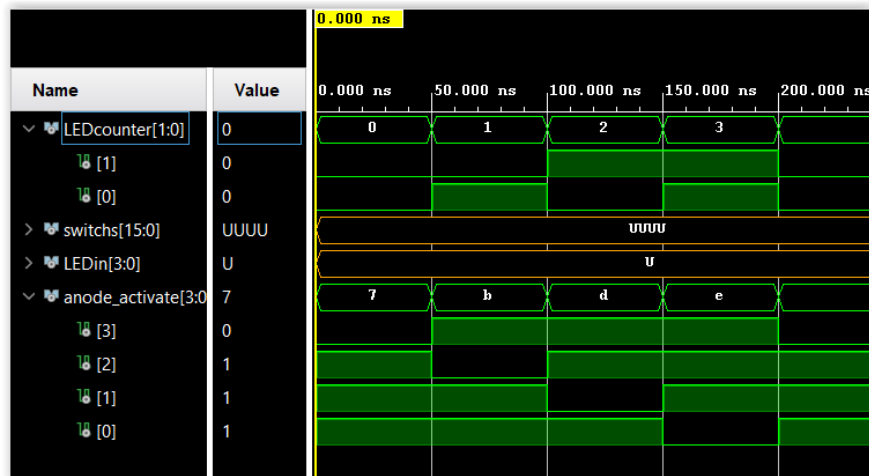 0.000 ns
Name Value 0.000 ns 50.000 ns 100.000 ns 150.000 ns 200.000 ns
LEDcounter[1:0] 0 0 1 2 3
[1] 0
[0] 0
switchs[15:0] UUUU UUUU
LEDin[3:0] U U
anode_activate[3:0 7 7 b d e
[3] 0
[2] 1
[1] 1
[0] 1